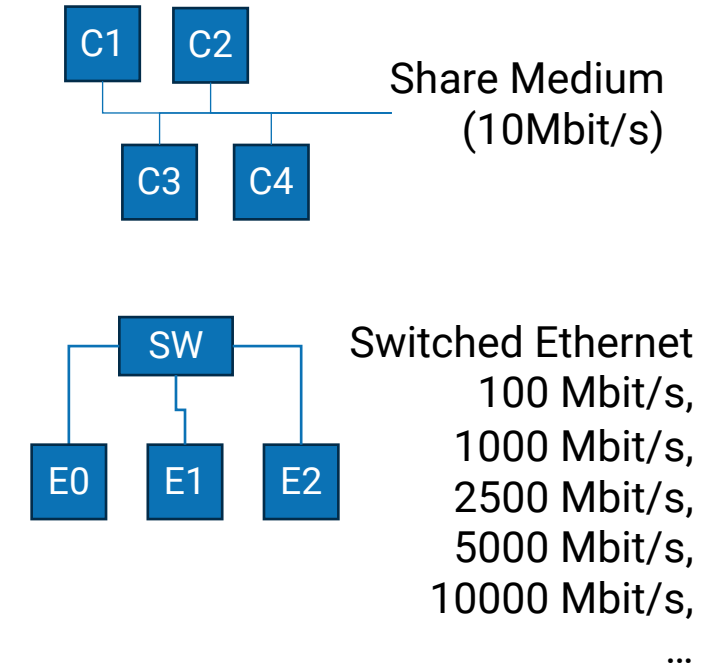 C1
C2
Share Medium
(10Mbit/s)
C3
C4
SW
Switched Ethernet
100 Mbit/s,
1000 Mbit/s,
2500 Mbit/s,
5000 Mbit/s,
10000 Mbit/s,
...
E0
E1
E2